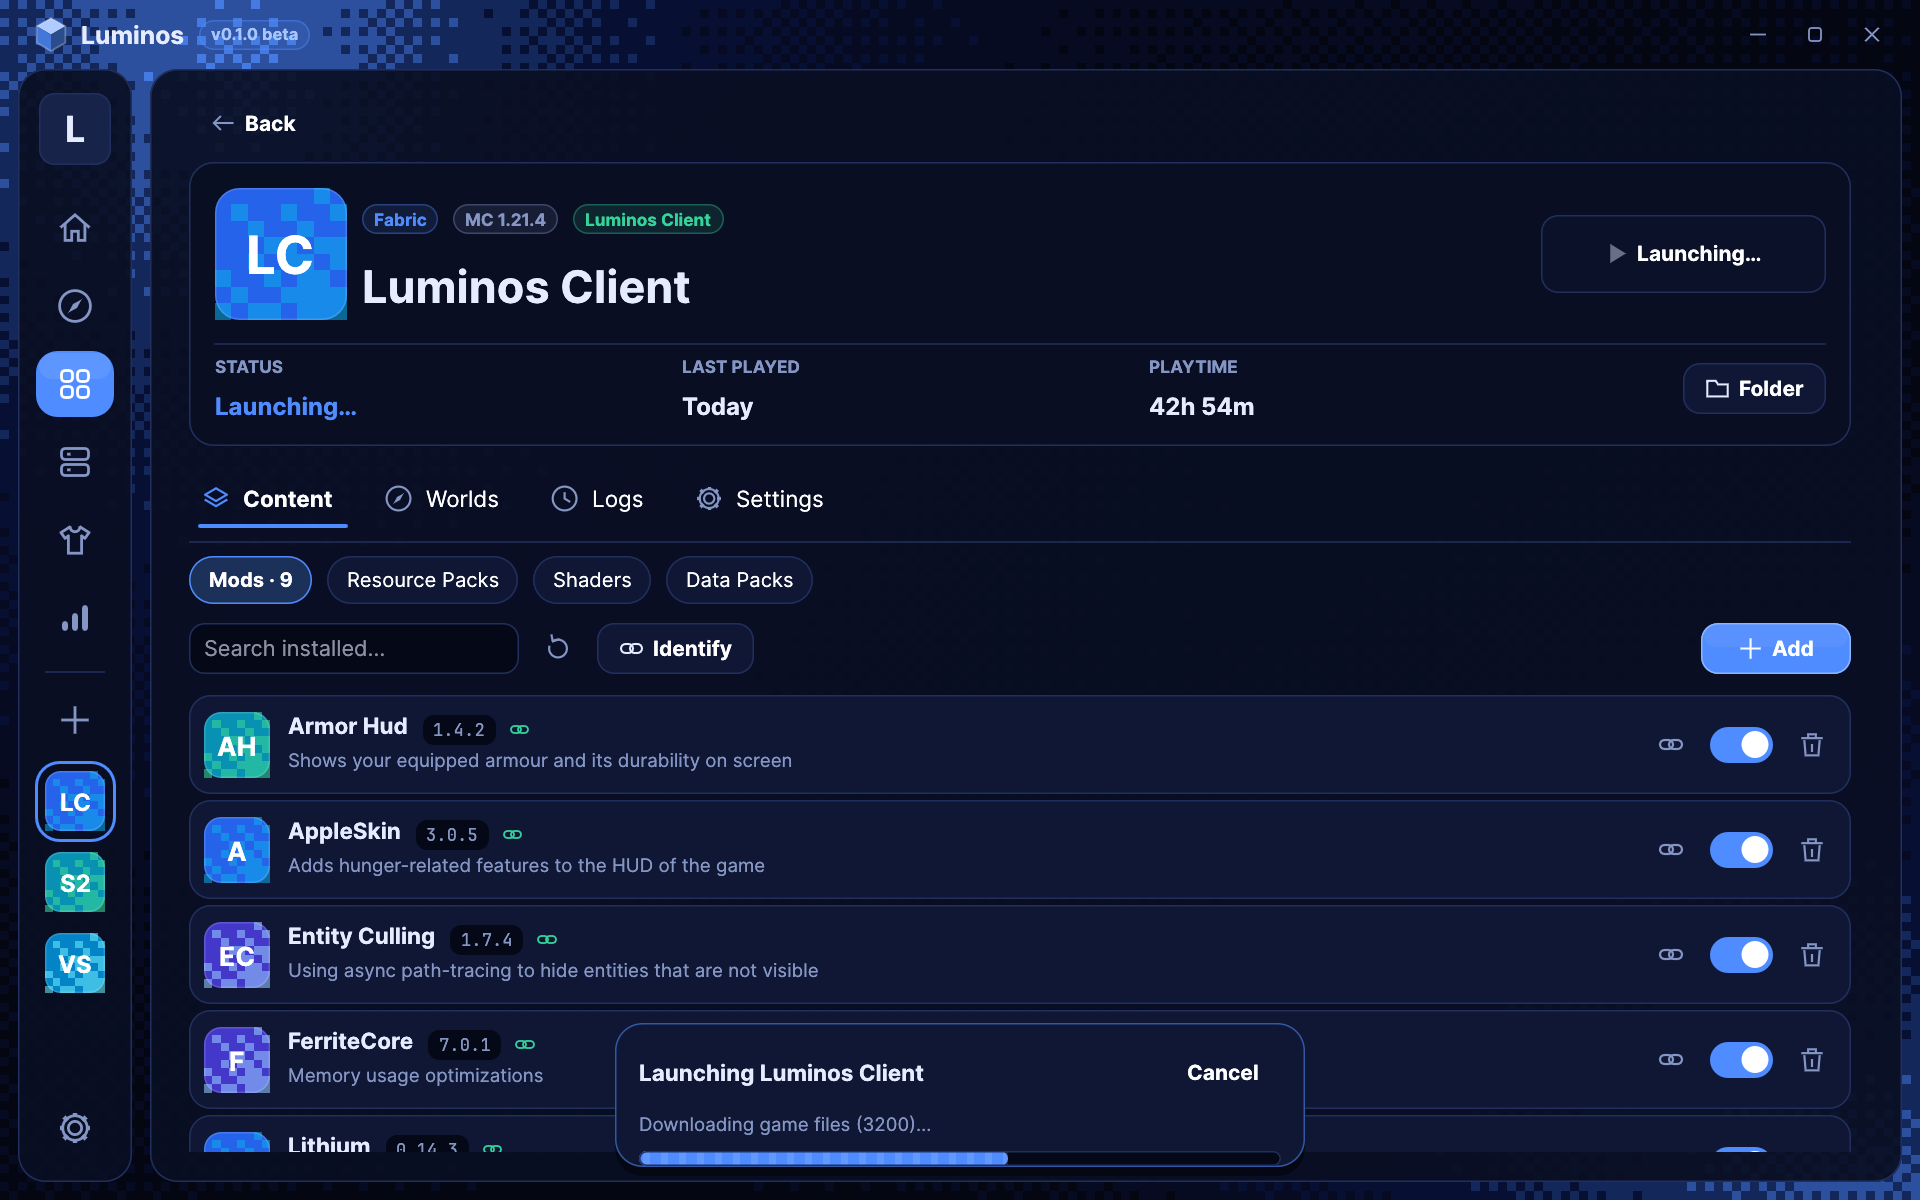 Luminos v0.1.0 beta
L
Back
LC
Fabric MC 1.21.4 Luminos Client
Luminos Client
Launching...
STATUS LAST PLAYED PLAYTIME
Launching... Today 42h 54m
Folder
Content Worlds Logs Settings
Mods · 9 Resource Packs Shaders Data Packs
Search installed... Identify Add
AH Armor Hud 1.4.2
Shows your equipped armour and its durability on screen
LC
A AppleSkin 3.0.5
Adds hunger-related features to the HUD of the game
S2
EC Entity Culling 1.7.4
Using async path-tracing to hide entities that are not visible
VS
F FerriteCore 7.0.1
Memory usage optimizations
Launching Luminos Client Cancel
Downloading game files (3200)...
Lithium 0.14.3